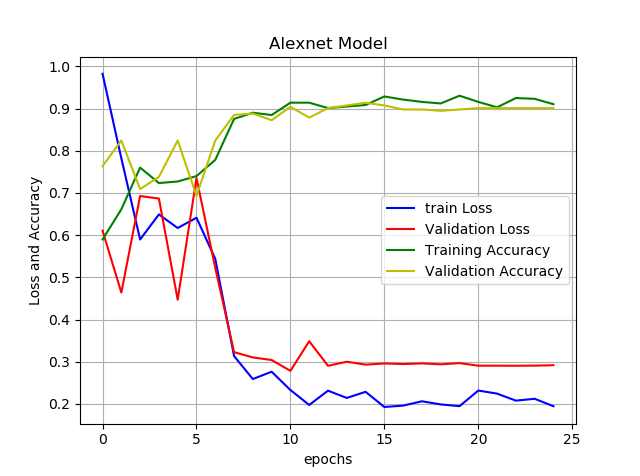 Alexnet Model
Loss and Accuracy
1.0
0.9
0.8
0.7
0.6
0.5
0.4
0.3
0.2
train Loss
Validation Loss
Training Accuracy
Validation Accuracy
0 5 10 15 20 25
epochs